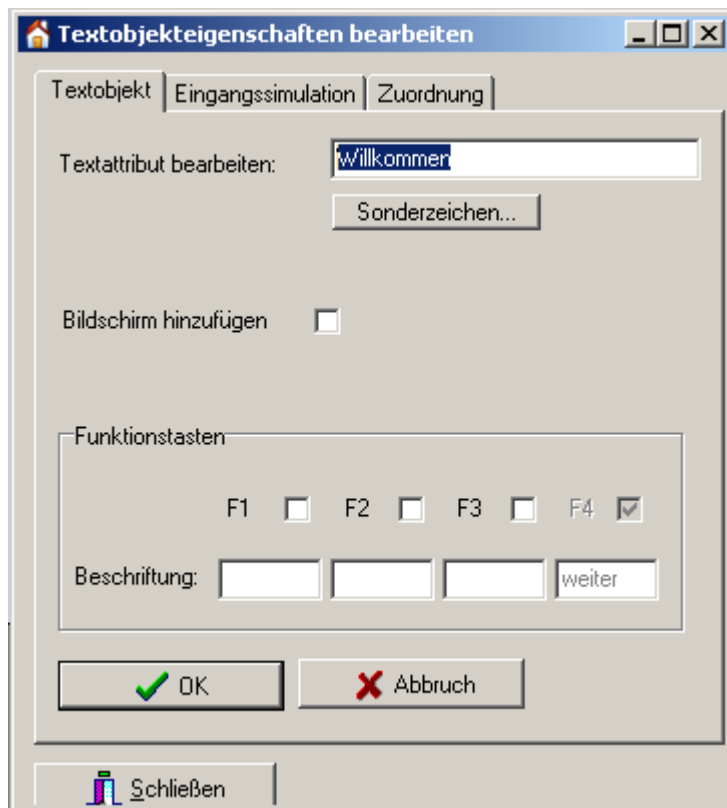 Textobjekteigenschaften bearbeiten
Textobjekt Eingangssimulation Zuordnung
Textattribut bearbeiten: Willkommen
Sonderzeichen...
Bildschirm hinzufügen
Funktionstasten
F1 F2 F3 F4
Beschriftung: weiter
OK Abbruch
Schließen